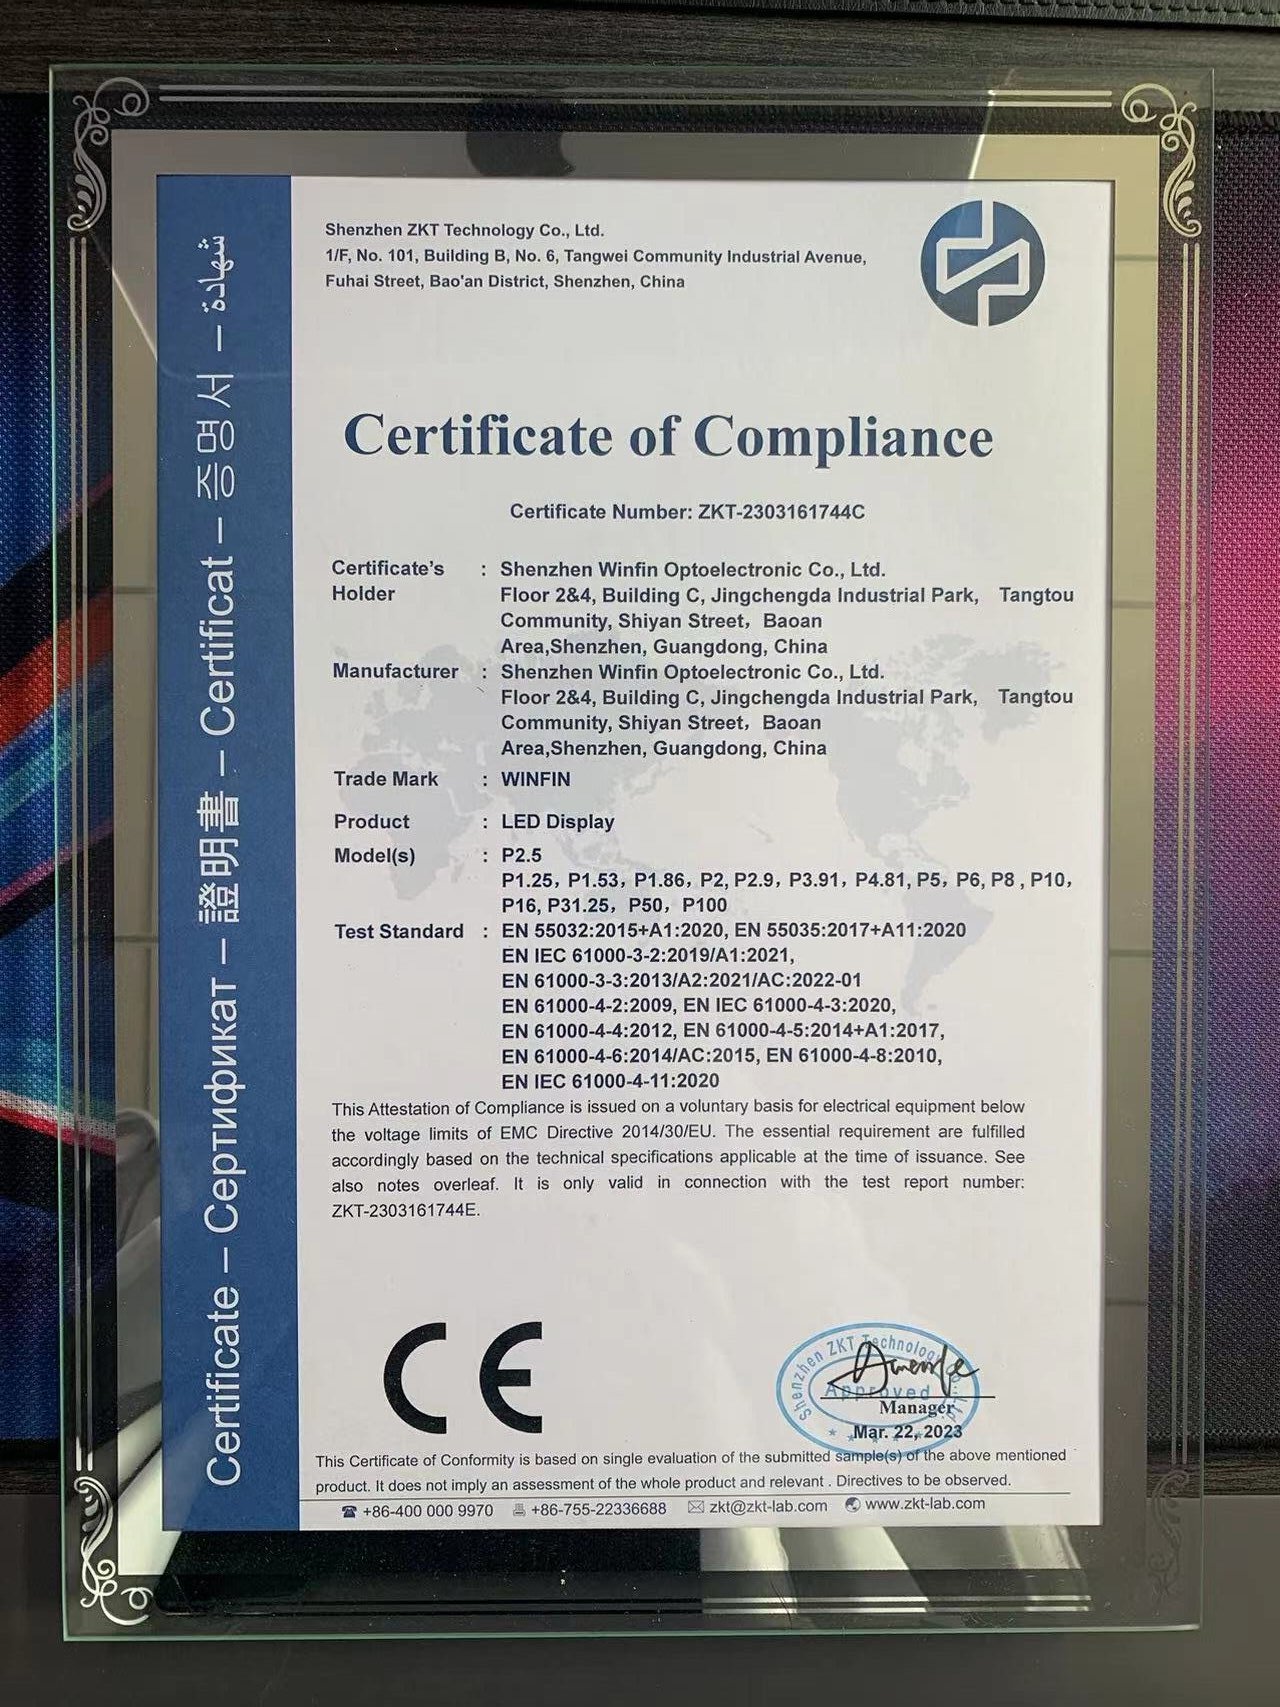 Shenzhen ZKT Technology Co., Ltd.
1/F, No. 101, Building B, No. 6, Tangwei Community Industrial Avenue,
Fuhai Street, Bao'an District, Shenzhen, China
Certificate of Compliance
Certificate Number: ZKT-2303161744C
Certificate's : Shenzhen Winfin Optoelectronic Co., Ltd.
Holder Floor 2&4, Building C, Jingchengda Industrial Park, Tangtou
Community, Shiyan Street, Baoan
Area,Shenzhen, Guangdong, China
Manufacturer : Shenzhen Winfin Optoelectronic Co., Ltd.
Floor 2&4, Building C, Jingchengda Industrial Park, Tangtou
Community, Shiyan Street, Baoan
Area,Shenzhen, Guangdong, China
Trade Mark : WINFIN
Product : LED Display
Model(s) : P2.5
P1.25, P1.53, P1.86, P2, P2.9, P3.91, P4.81, P5, P6, P8 , P10,
P16, P31.25, P50, P100
Test Standard : EN 55032:2015+A1:2020, EN 55035:2017+A11:2020
EN IEC 61000-3-2:2019/A1:2021,
EN 61000-3-3:2013/A2:2021/AC:2022-01
EN 61000-4-2:2009, EN IEC 61000-4-3:2020,
EN 61000-4-4:2012, EN 61000-4-5:2014+A1:2017,
EN 61000-4-6:2014/AC:2015, EN 61000-4-8:2010,
EN IEC 61000-4-11:2020
This Attestation of Compliance is issued on a voluntary basis for electrical equipment below
the voltage limits of EMC Directive 2014/30/EU. The essential requirement are fulfilled
accordingly based on the technical specifications applicable at the time of issuance. See
also notes overleaf. It is only valid in connection with the test report number:
ZKT-2303161744E.
CE
Shenzhen ZKT Technology Co., Ltd.
Approved
Manager
Mar. 22, 2023
This Certificate of Conformity is based on single evaluation of the submitted sample(s) of the above mentioned
product. It does not imply an assessment of the whole product and relevant . Directives to be observed.
+86-400 000 9970 +86-755-22336688 zkt@zkt-lab.com www.zkt-lab.com
Certificate – Сертификат – 證明書 – Certificat – 증명서 – شهادة